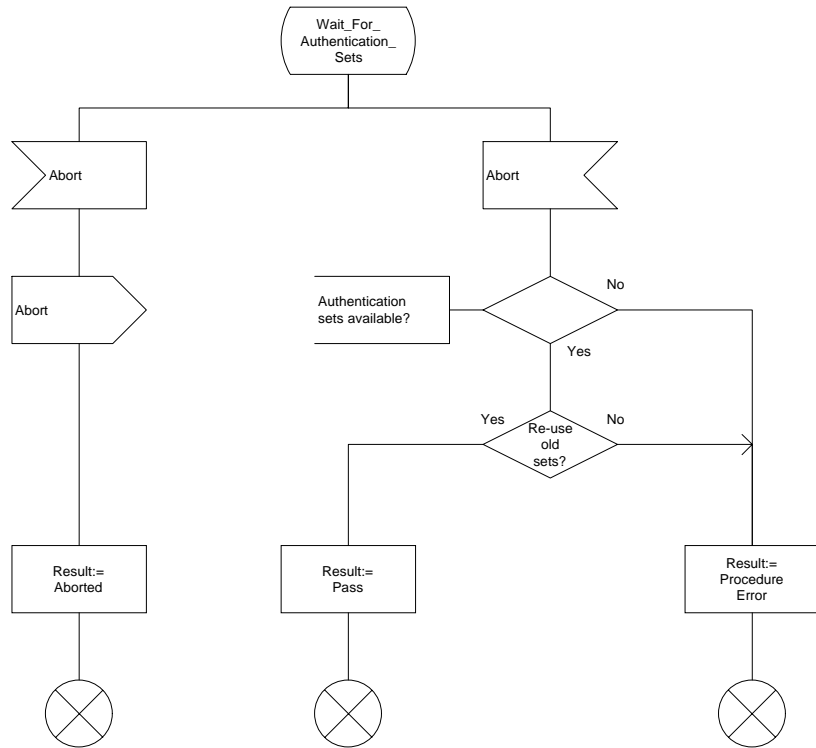 Wait_For_
Authentication_
Sets
Abort
Abort
Abort
Authentication
sets available?
No
Yes
Yes
Re-use
old
sets?
No
Result:=
Aborted
Result:=
Pass
Result:=
Procedure
Error